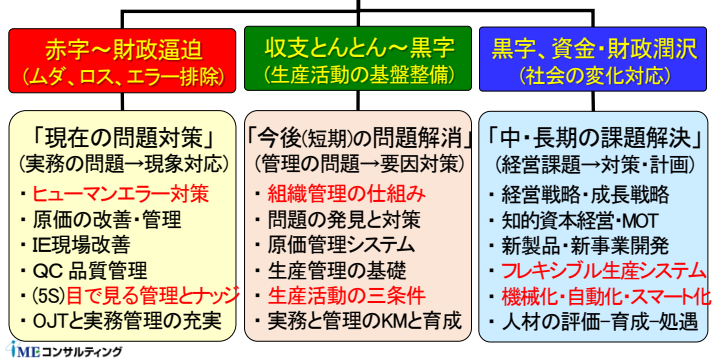 赤字～財政逼迫
(ムダ、ロス、エラー排除)
「現在の問題対策」
(実務の問題→現象対応)
・ヒューマンエラー対策
・原価の改善・管理
・IE現場改善
・QC 品質管理
・(5S)目で見る管理とナッジ
・OJTと実務管理の充実
収支とんとん～黒字
(生産活動の基盤整備)
「今後(短期)の問題解消」
(管理の問題→要因対策)
・組織管理の仕組み
・問題の発見と対策
・原価管理システム
・生産管理の基礎
・生産活動の三条件
・実務と管理のKMと育成
黒字、資金・財政潤沢
(社会の変化対応)
「中・長期の課題解決」
(経営課題→対策・計画)
・経営戦略・成長戦略
・知的資本経営・MOT
・新製品・新事業開発
・フレキシブル生産システム
・機械化・自動化・スマート化
・人材の評価-育成-処遇
iMEコンサルティング